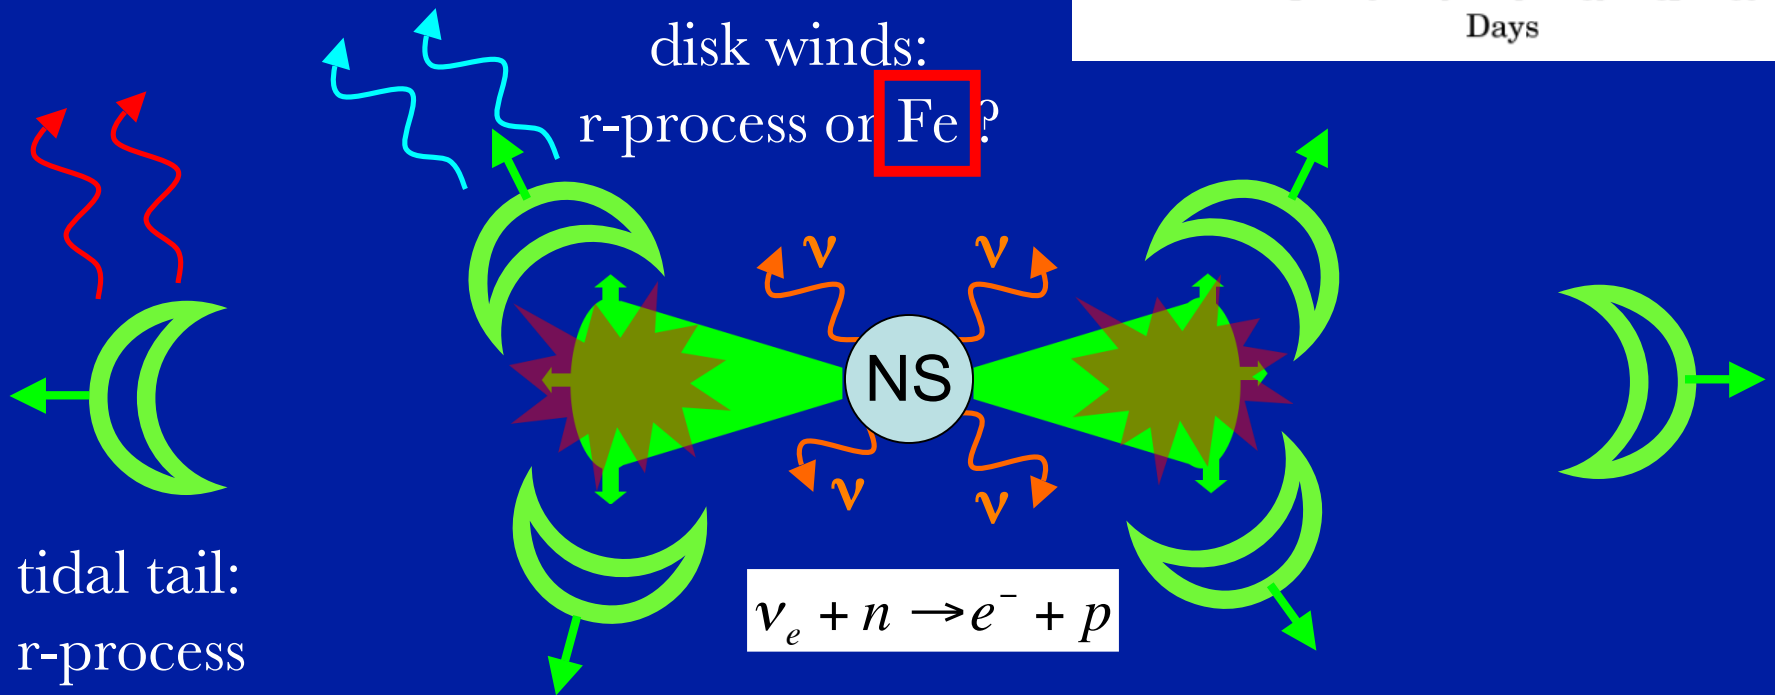 Days
disk winds:
r-process or Fe ?
ν
ν
NS
ν
ν
tidal tail:
r-process
νₑ + n → e⁻ + p